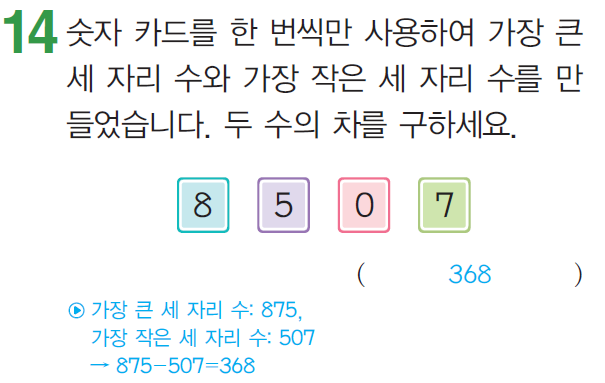 14 숫자 카드를 한 번씩만 사용하여 가장 큰
세 자리 수와 가장 작은 세 자리 수를 만
들었습니다. 두 수의 차를 구하세요.
8 5 0 7
( 368 )
▶ 가장 큰 세 자리 수: 875,
가장 작은 세 자리 수: 507
→ 875-507=368